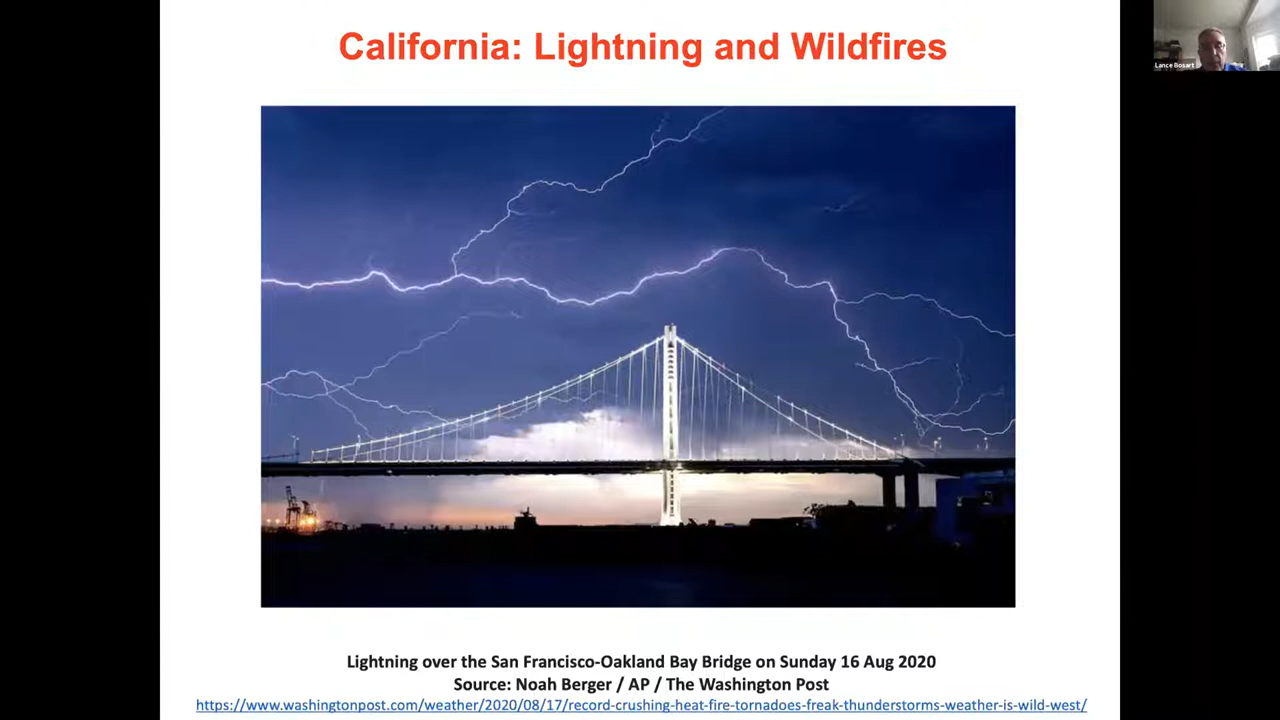 California: Lightning and Wildfires
Lance Bosart
Lightning over the San Francisco-Oakland Bay Bridge on Sunday 16 Aug 2020
Source: Noah Berger / AP / The Washington Post
https://www.washingtonpost.com/weather/2020/08/17/record-crushing-heat-fire-tornadoes-freak-thunderstorms-weather-is-wild-west/